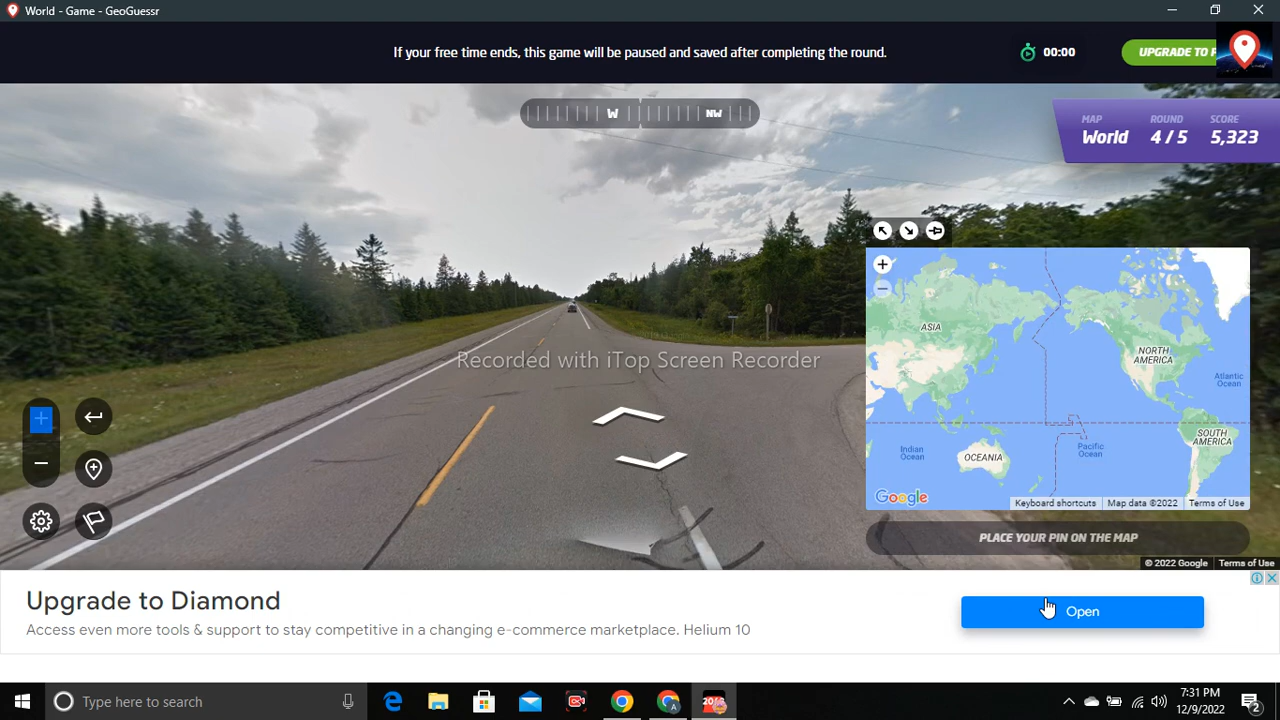 World - Game - GeoGuessr
If your free time ends, this game will be paused and saved after completing the round.
00:00
UPGRADE TO P
W
NW
MAP
World
ROUND
4 / 5
SCORE
5,323
Recorded with iTop Screen Recorder
ASIA
NORTH
AMERICA
Atlantic
Ocean
Indian
Ocean
OCEANIA
Pacific
Ocean
SOUTH
AMERICA
Google
Keyboard shortcuts
Map data ©2022
Terms of Use
PLACE YOUR PIN ON THE MAP
© 2022 Google
Terms of Use
Upgrade to Diamond
Access even more tools & support to stay competitive in a changing e-commerce marketplace. Helium 10
Open
Type here to search
7:31 PM
12/9/2022
2